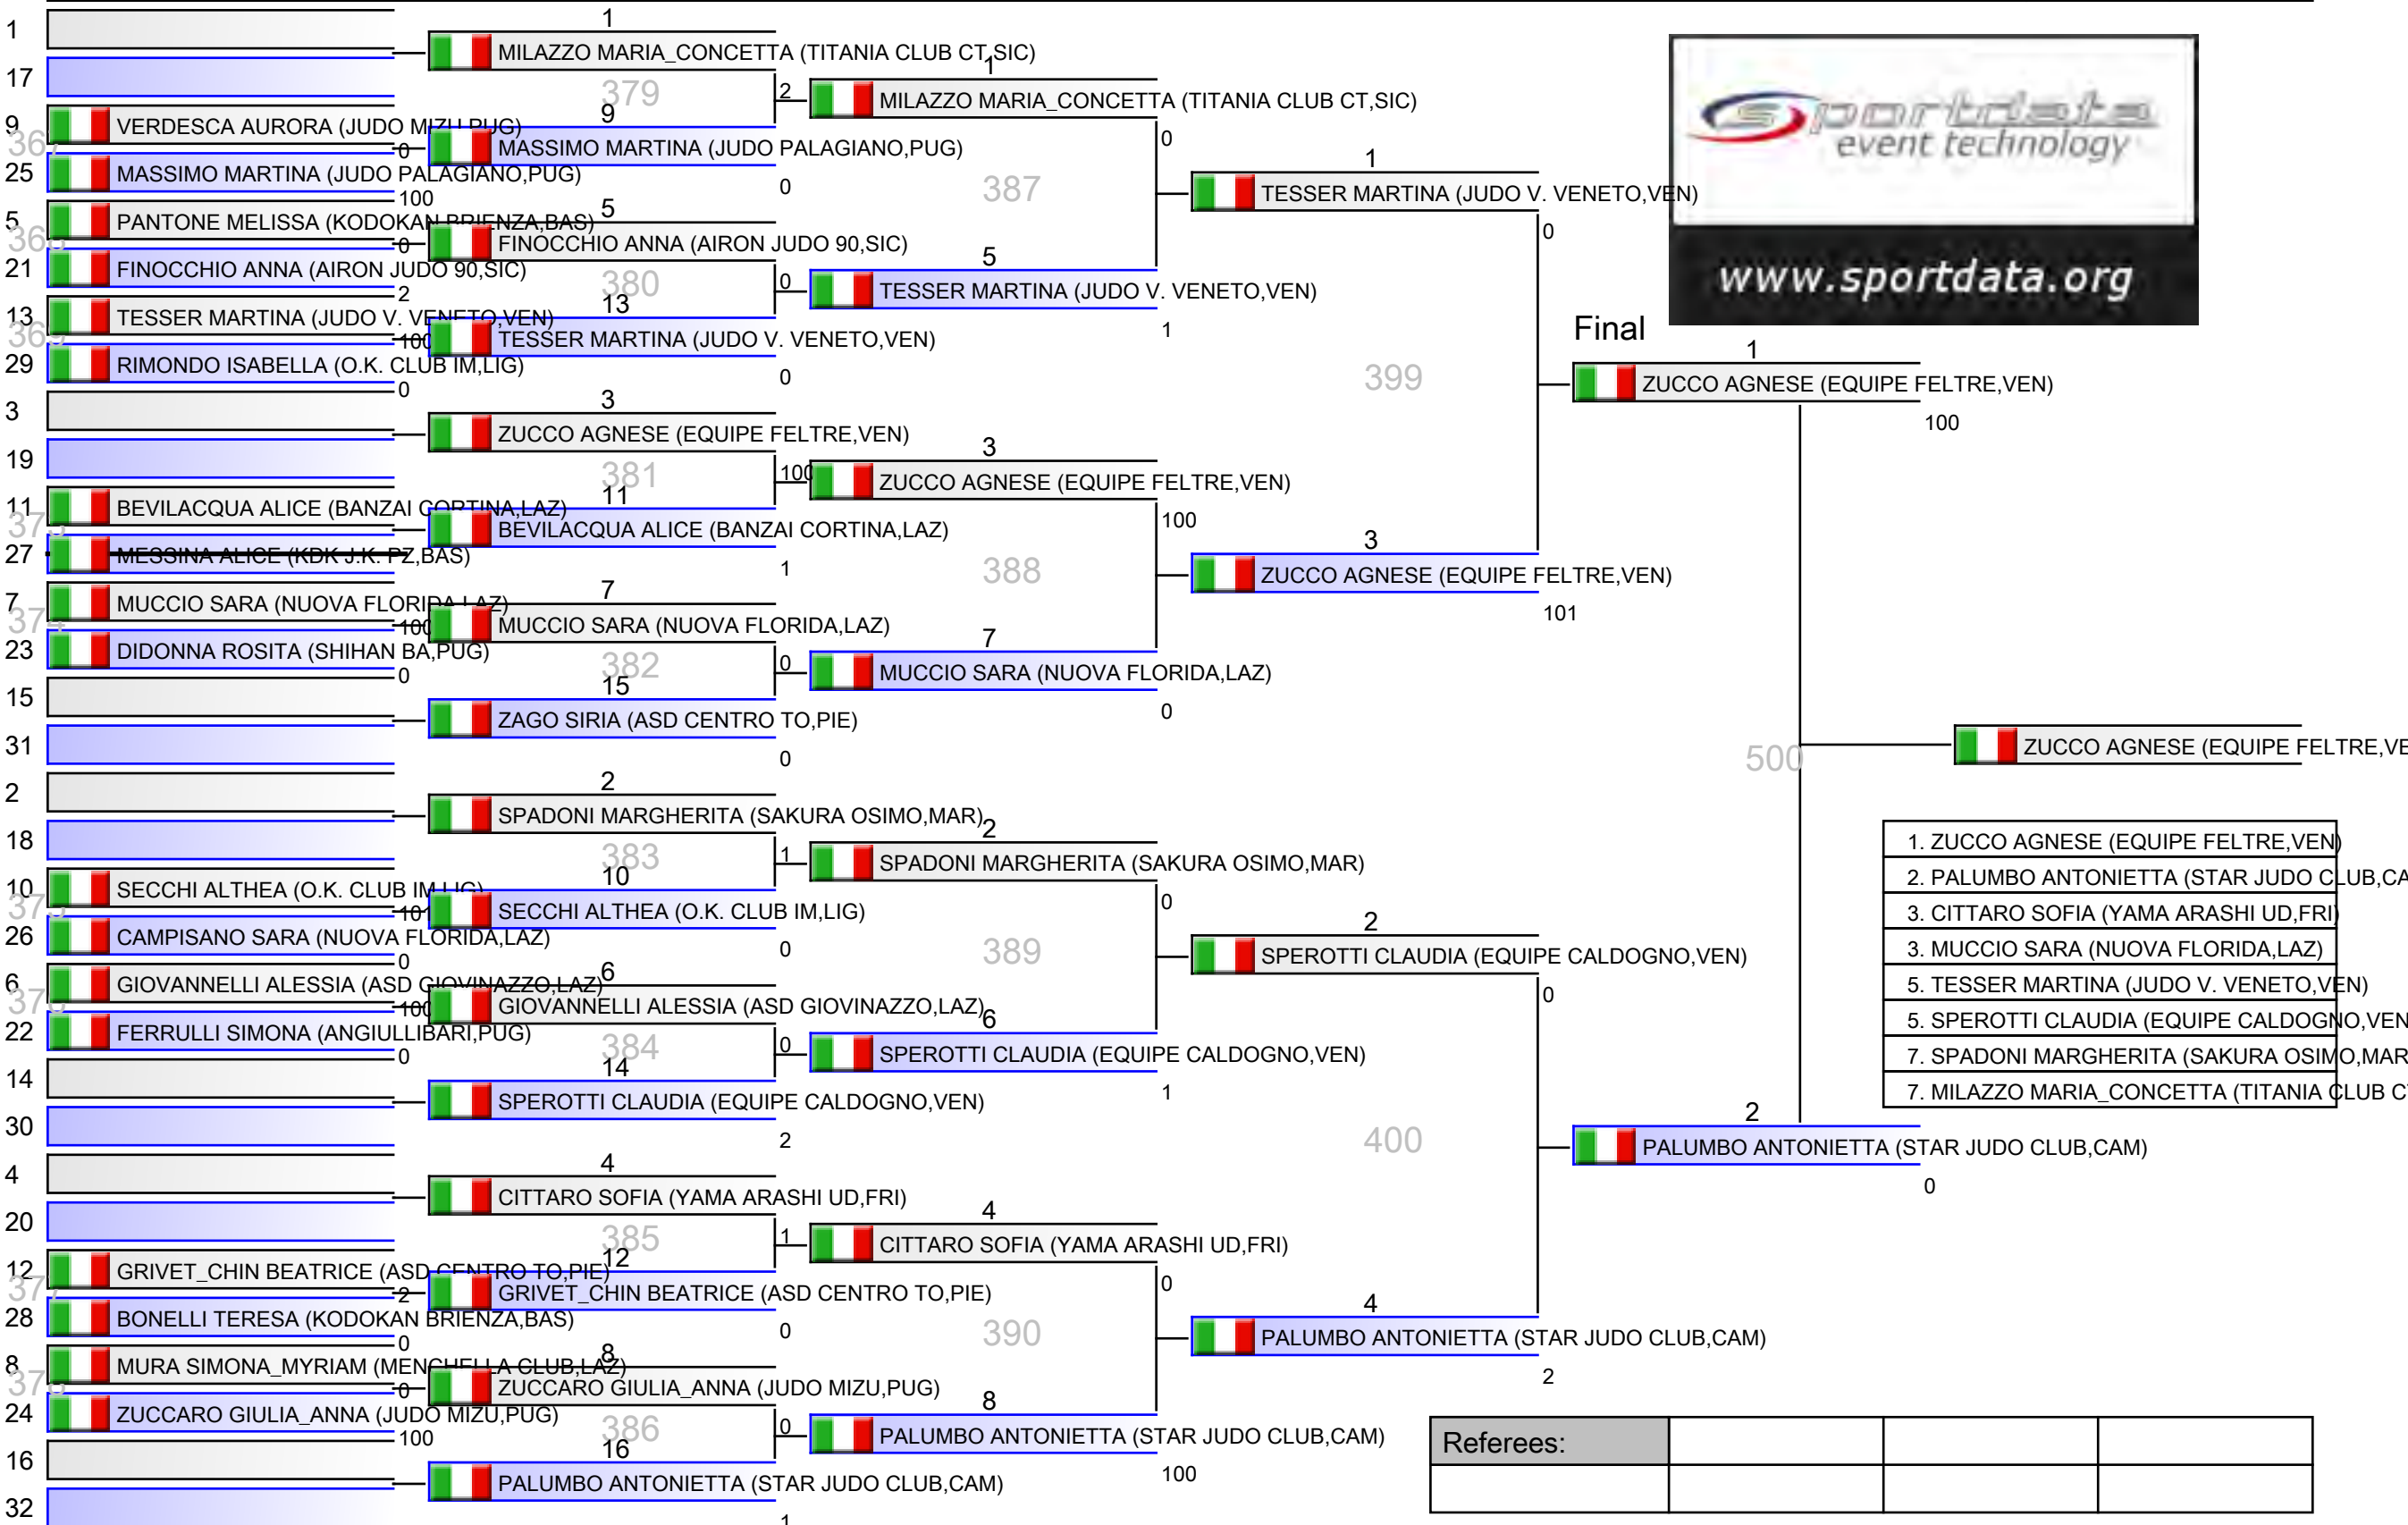 1
17
9 VERDESCA AURORA (JUDO MIZU,PUG)
0
25 MASSIMO MARTINA (JUDO PALAGIANO,PUG)
100
5 PANTONE MELISSA (KODOKAN BRIENZA,BAS)
0
21 FINOCCHIO ANNA (AIRON JUDO 90,SIC)
2
13 TESSER MARTINA (JUDO V. VENETO,VEN)
369
100
29 RIMONDO ISABELLA (O.K. CLUB IM,LIG)
0
3
19
11 BEVILACQUA ALICE (BANZAI CORTINA,LAZ)
27 MESSINA ALICE (KDK J.K. PZ,BAS)
7 MUCCIO SARA (NUOVA FLORIDA,LAZ)
374
100
23 DIDONNA ROSITA (SHIHAN BA,PUG)
0
15
31
2
18
10 SECCHI ALTHEA (O.K. CLUB IM,LIG)
101
26 CAMPISANO SARA (NUOVA FLORIDA,LAZ)
0
6 GIOVANNELLI ALESSIA (ASD GIOVINAZZO,LAZ)
100
22 FERRULLI SIMONA (ANGIULLIBARI,PUG)
0
14
30
4
20
12 GRIVET_CHIN BEATRICE (ASD CENTRO TO,PIE)
2
28 BONELLI TERESA (KODOKAN BRIENZA,BAS)
0
8 MURA SIMONA_MYRIAM (MENCHELLA CLUB,LAZ)
0
24 ZUCCARO GIULIA_ANNA (JUDO MIZU,PUG)
100
16
32
1
MILAZZO MARIA_CONCETTA (TITANIA CLUB CT,SIC)
379
2
9
MASSIMO MARTINA (JUDO PALAGIANO,PUG)
0
5
FINOCCHIO ANNA (AIRON JUDO 90,SIC)
380
0
13
TESSER MARTINA (JUDO V. VENETO,VEN)
0
3
ZUCCO AGNESE (EQUIPE FELTRE,VEN)
381
100
11
BEVILACQUA ALICE (BANZAI CORTINA,LAZ)
1
7
MUCCIO SARA (NUOVA FLORIDA,LAZ)
382
0
15
ZAGO SIRIA (ASD CENTRO TO,PIE)
0
2
SPADONI MARGHERITA (SAKURA OSIMO,MAR)
383
1
10
SECCHI ALTHEA (O.K. CLUB IM,LIG)
0
6
GIOVANNELLI ALESSIA (ASD GIOVINAZZO,LAZ)
384
0
14
SPEROTTI CLAUDIA (EQUIPE CALDOGNO,VEN)
2
4
CITTARO SOFIA (YAMA ARASHI UD,FRI)
385
1
12
GRIVET_CHIN BEATRICE (ASD CENTRO TO,PIE)
0
8
ZUCCARO GIULIA_ANNA (JUDO MIZU,PUG)
386
0
16
PALUMBO ANTONIETTA (STAR JUDO CLUB,CAM)
1
1
MILAZZO MARIA_CONCETTA (TITANIA CLUB CT,SIC)
0
387
5
TESSER MARTINA (JUDO V. VENETO,VEN)
1
3
ZUCCO AGNESE (EQUIPE FELTRE,VEN)
100
388
7
MUCCIO SARA (NUOVA FLORIDA,LAZ)
0
2
SPADONI MARGHERITA (SAKURA OSIMO,MAR)
0
389
6
SPEROTTI CLAUDIA (EQUIPE CALDOGNO,VEN)
1
4
CITTARO SOFIA (YAMA ARASHI UD,FRI)
0
390
8
PALUMBO ANTONIETTA (STAR JUDO CLUB,CAM)
100
1
TESSER MARTINA (JUDO V. VENETO,VEN)
0
399
3
ZUCCO AGNESE (EQUIPE FELTRE,VEN)
101
2
SPEROTTI CLAUDIA (EQUIPE CALDOGNO,VEN)
0
400
4
PALUMBO ANTONIETTA (STAR JUDO CLUB,CAM)
2
sportdata
event technology
www.sportdata.org
Final
1
ZUCCO AGNESE (EQUIPE FELTRE,VEN)
100
500
ZUCCO AGNESE (EQUIPE FELTRE,VE
2
PALUMBO ANTONIETTA (STAR JUDO CLUB,CAM)
0
1. ZUCCO AGNESE (EQUIPE FELTRE,VEN)
2. PALUMBO ANTONIETTA (STAR JUDO CLUB,CA
3. CITTARO SOFIA (YAMA ARASHI UD,FRI)
3. MUCCIO SARA (NUOVA FLORIDA,LAZ)
5. TESSER MARTINA (JUDO V. VENETO,VEN)
5. SPEROTTI CLAUDIA (EQUIPE CALDOGNO,VEN
7. SPADONI MARGHERITA (SAKURA OSIMO,MAR
7. MILAZZO MARIA_CONCETTA (TITANIA CLUB C
Referees: